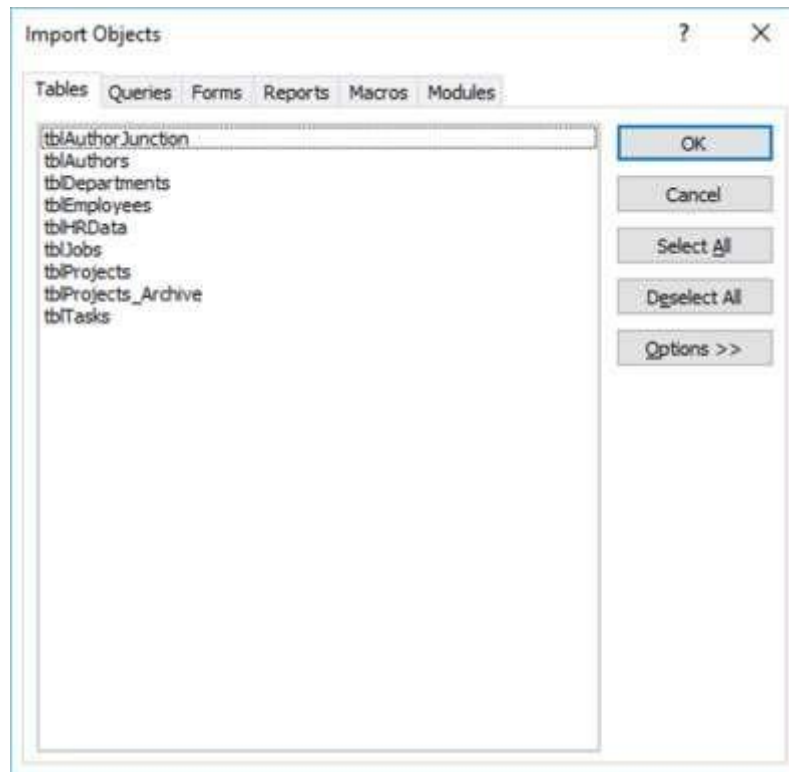 Import Objects ? X
Tables Queries Forms Reports Macros Modules
tblAuthorJunction
tblAuthors
tblDepartments
tblEmployees
tblHRData
tblJobs
tblProjects
tblProjects_Archive
tblTasks
OK
Cancel
Select All
Deselect All
Options >>